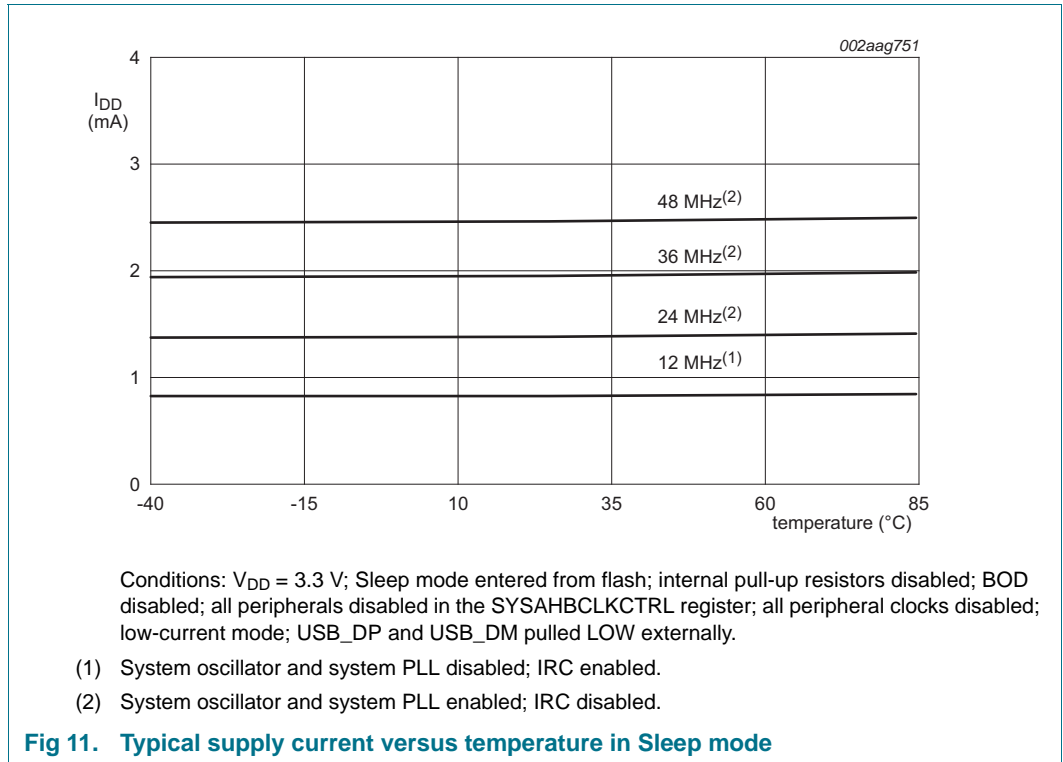 002aag751
4
I_DD
(mA)
3
48 MHz(2)
36 MHz(2)
2
24 MHz(2)
12 MHz(1)
1
0
-40 -15 10 35 60 85
temperature (°C)
Conditions: V_DD = 3.3 V; Sleep mode entered from flash; internal pull-up resistors disabled; BOD
disabled; all peripherals disabled in the SYSAHBCLKCTRL register; all peripheral clocks disabled;
low-current mode; USB_DP and USB_DM pulled LOW externally.
(1) System oscillator and system PLL disabled; IRC enabled.
(2) System oscillator and system PLL enabled; IRC disabled.
Fig 11. Typical supply current versus temperature in Sleep mode